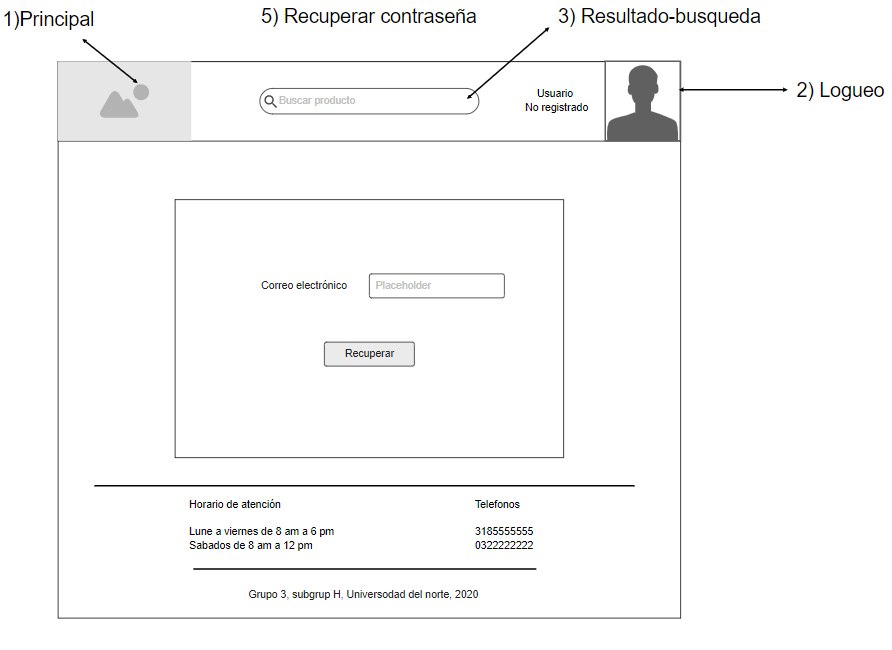 1)Principal
5) Recuperar contraseña
3) Resultado-busqueda
Buscar producto
Usuario
No registrado
2) Logueo
Correo electrónico
Placeholder
Recuperar
Horario de atención
Telefonos
Lune a viernes de 8 am a 6 pm
3185555555
Sabados de 8 am a 12 pm
0322222222
Grupo 3, subgrup H, Universodad del norte, 2020